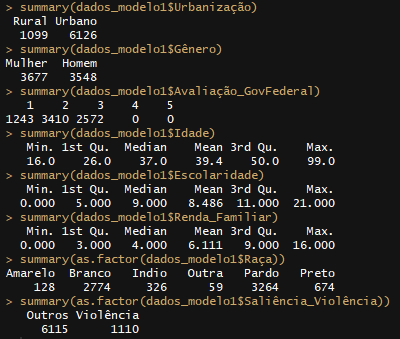 > summary(dados_modelo1$Urbanização)
Rural Urbano
1099 6126
> summary(dados_modelo1$Gênero)
Mulher Homem
3677 3548
> summary(dados_modelo1$Avaliação_GovFederal)
1 2 3 4 5
1243 3410 2572 0 0
> summary(dados_modelo1$Idade)
Min. 1st Qu. Median Mean 3rd Qu. Max.
16.0 26.0 37.0 39.4 50.0 99.0
> summary(dados_modelo1$Escolaridade)
Min. 1st Qu. Median Mean 3rd Qu. Max.
0.000 5.000 9.000 8.486 11.000 21.000
> summary(dados_modelo1$Renda_Familiar)
Min. 1st Qu. Median Mean 3rd Qu. Max.
0.000 3.000 4.000 6.111 9.000 16.000
> summary(as.factor(dados_modelo1$Raça))
Amarelo Branco Indio Outra Pardo Preto
128 2774 326 59 3264 674
> summary(as.factor(dados_modelo1$Saliência_Violência))
Outros Violência
6115 1110